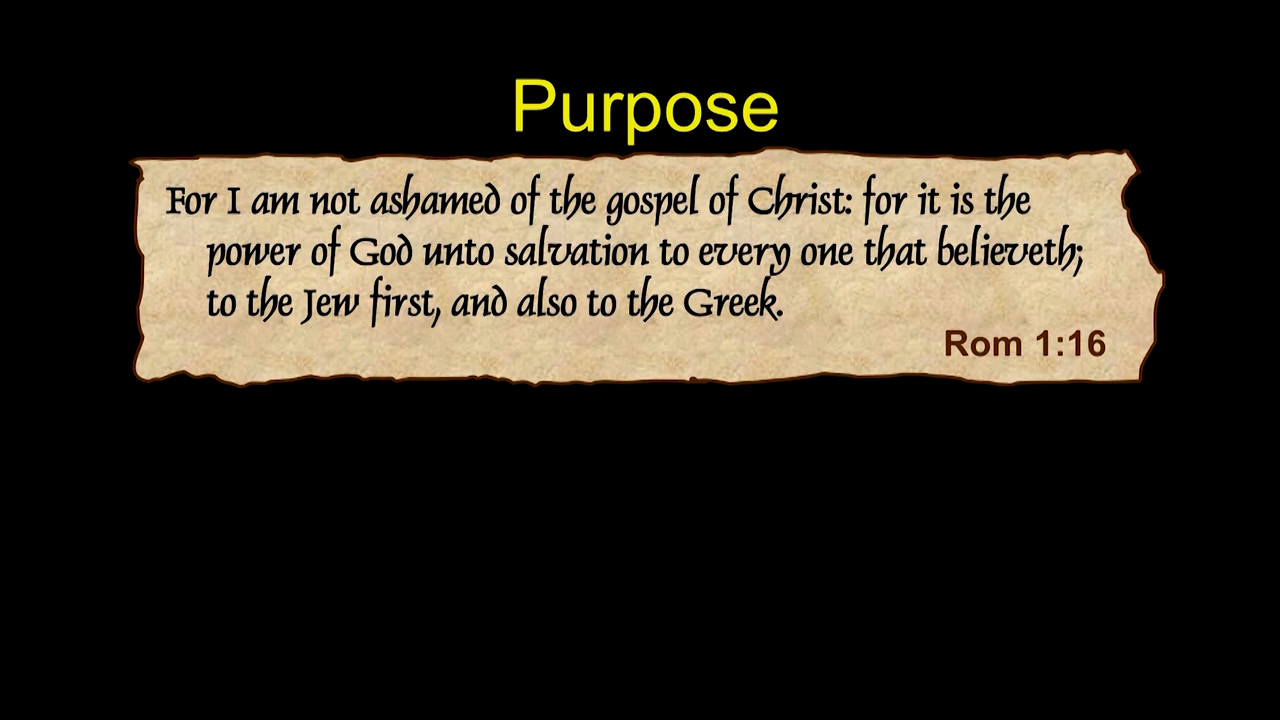 Purpose
For I am not ashamed of the gospel of Christ: for it is the
power of God unto salvation to every one that believeth;
to the Jew first, and also to the Greek.
Rom 1:16